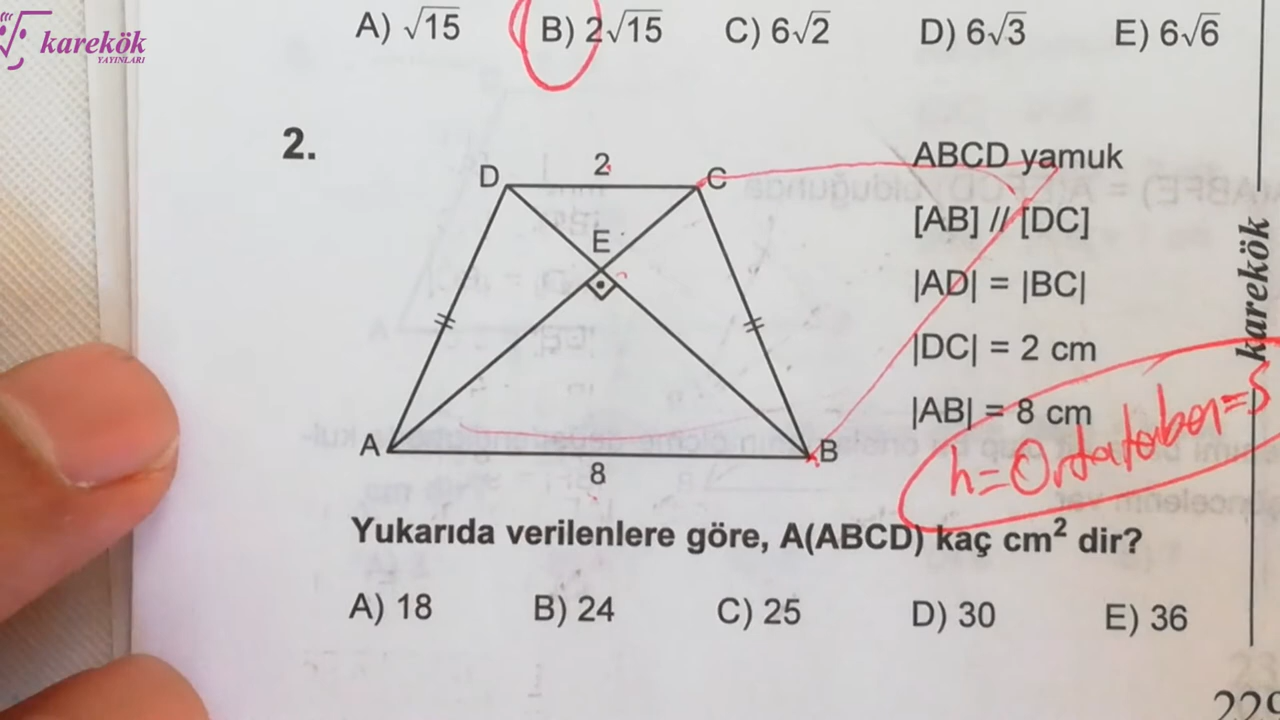 karekök
YAYINLARI
A) √15 B) 2√15 C) 6√2 D) 6√3 E) 6√6
2.
ABCD yamuk
[AB] // [DC]
|AD| = |BC|
|DC| = 2 cm
|AB| = 8 cm
D 2 C
E
A B
8
h=Ortataban=5
Yukarıda verilenlere göre, A(ABCD) kaç cm² dir?
A) 18 B) 24 C) 25 D) 30 E) 36
karekök
229